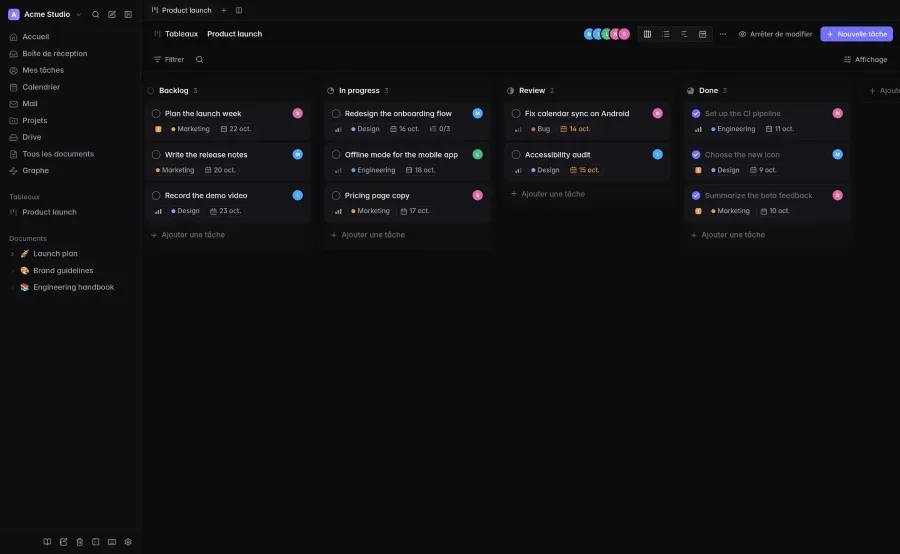 A Acme Studio
Accueil
Boîte de réception
Mes tâches
Calendrier
Mail
Projets
Drive
Tous les documents
Graphe
Tableaux
Product launch
Documents
Launch plan
Brand guidelines
Engineering handbook
Product launch
Tableaux Product launch
Arrêter de modifier
Nouvelle tâche
Filtrer
Affichage
Backlog 3
Plan the launch week S
Marketing 22 oct.
Write the release notes M
Marketing 20 oct.
Record the demo video
Design 23 oct.
Ajouter une tâche
In progress 3
Redesign the onboarding flow M
Design 16 oct. 0/3
Offline mode for the mobile app L
Engineering 18 oct.
Pricing page copy S
Marketing 17 oct.
Ajouter une tâche
Review 2
Fix calendar sync on Android
Bug 14 oct.
Accessibility audit
Design 15 oct.
Ajouter une tâche
Done 3
Set up the CI pipeline
Engineering 11 oct.
Choose the new icon M
Design 9 oct.
Summarize the beta feedback S
Marketing 10 oct.
Ajouter une tâche